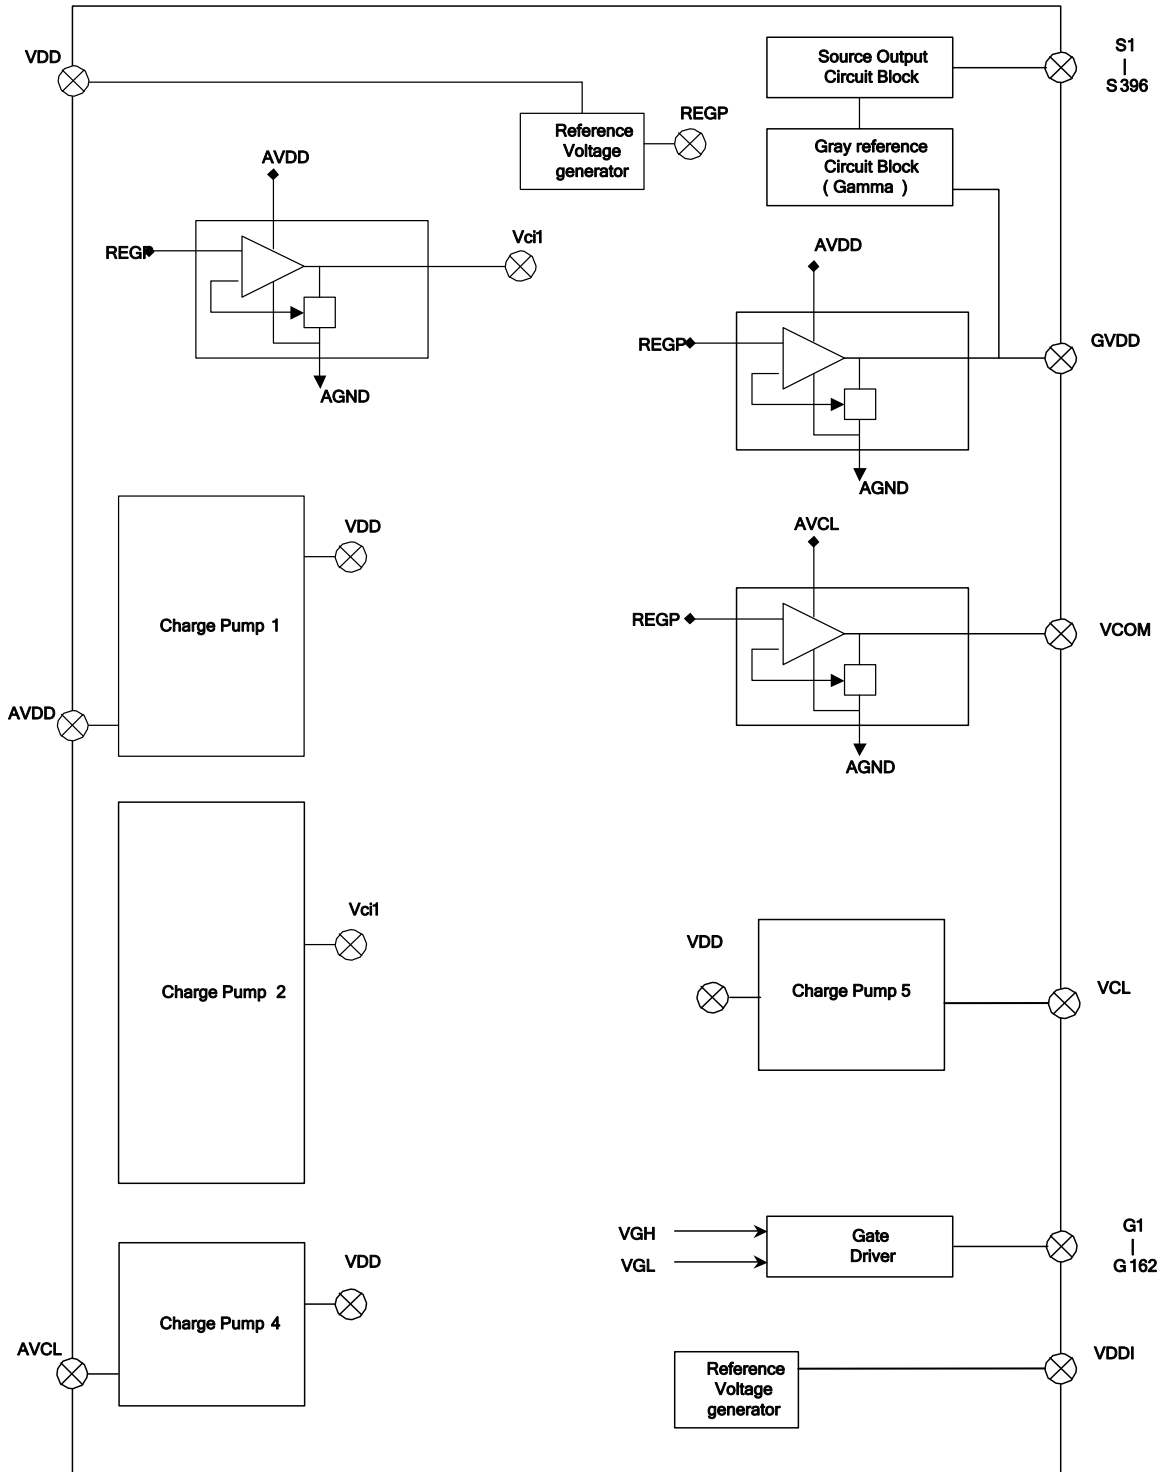 VDD
Source Output
Circuit Block
S1
S396
Reference
Voltage
generator
REGP
Gray reference
Circuit Block
( Gamma )
AVDD
REGP
Vci1
AGND
AVDD
REGP
GVDD
AGND
VDD
Charge Pump 1
AVDD
AVCL
REGP
VCOM
AGND
Vci1
Charge Pump 2
VDD
Charge Pump 5
VCL
VGH
VGL
Gate
Driver
G1
G162
VDD
Charge Pump 4
AVCL
Reference
Voltage
generator
VDDI